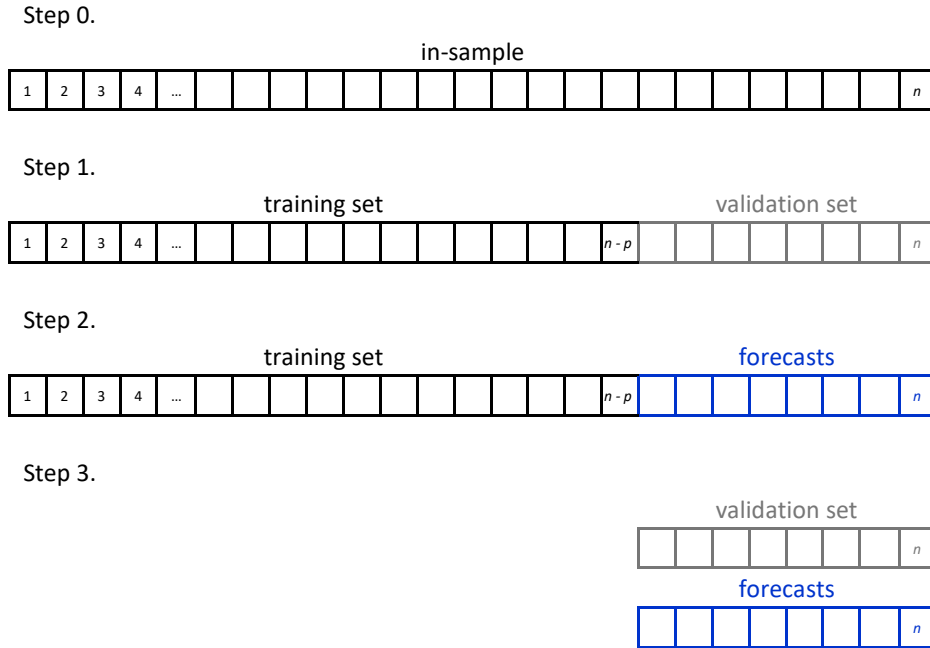 Step 0.
in-sample
1 2 3 4 ... n
Step 1.
training set validation set
1 2 3 4 ... n - p n
Step 2.
training set forecasts
1 2 3 4 ... n - p n
Step 3.
validation set
n
forecasts
n